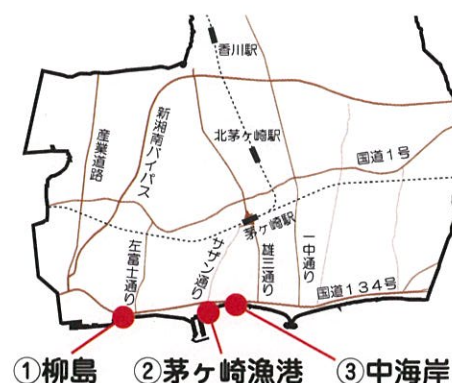 香川駅
北茅ヶ崎駅
新湘南バイパス
産業道路
国道1号
茅ヶ崎駅
左富士通り
サザン通り
雄三通り
一中通り
国道134号
①柳島 ②茅ヶ崎漁港 ③中海岸